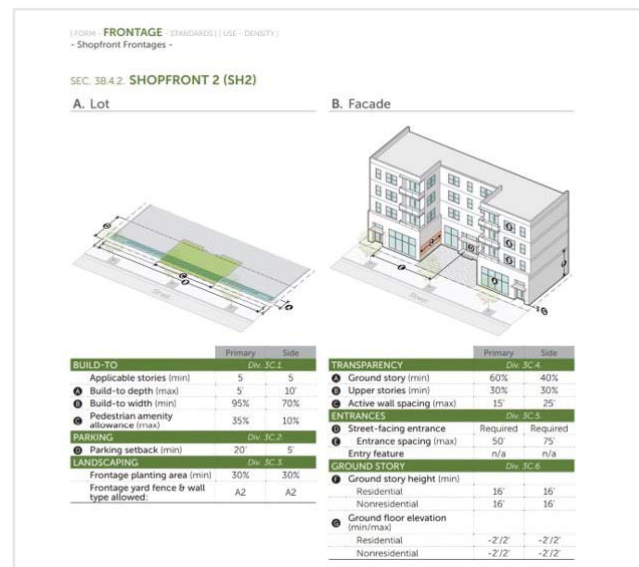 [ FORM - FRONTAGE - STANDARDS ] [ USE - DENSITY ]
- Shopfront Frontages -
SEC. 3B.4.2. SHOPFRONT 2 (SH2)
A. Lot
Street
Primary Side
BUILD-TO Div. 3C.1.
Applicable stories (min) 5 5
A Build-to depth (max) 5' 10'
B Build-to width (min) 95% 70%
C Pedestrian amenity allowance (max) 35% 10%
PARKING Div. 3C.2.
D Parking setback (min) 20' 5'
LANDSCAPING Div. 3C.3
Frontage planting area (min) 30% 30%
Frontage yard fence & wall type allowed: A2 A2
B. Facade
Street
Primary Side
TRANSPARENCY Div. 3C.4.
A Ground story (min) 60% 40%
B Upper stories (min) 30% 30%
C Active wall spacing (max) 15' 25'
ENTRANCES Div. 3C.5.
D Street-facing entrance Required Required
E Entrance spacing (max) 50' 75'
Entry feature n/a n/a
GROUND STORY Div. 3C.6.
F Ground story height (min)
Residential 16' 16'
Nonresidential 16' 16'
G Ground floor elevation (min/max)
Residential -2'/2' -2'/2'
Nonresidential -2'/2' -2'/2'